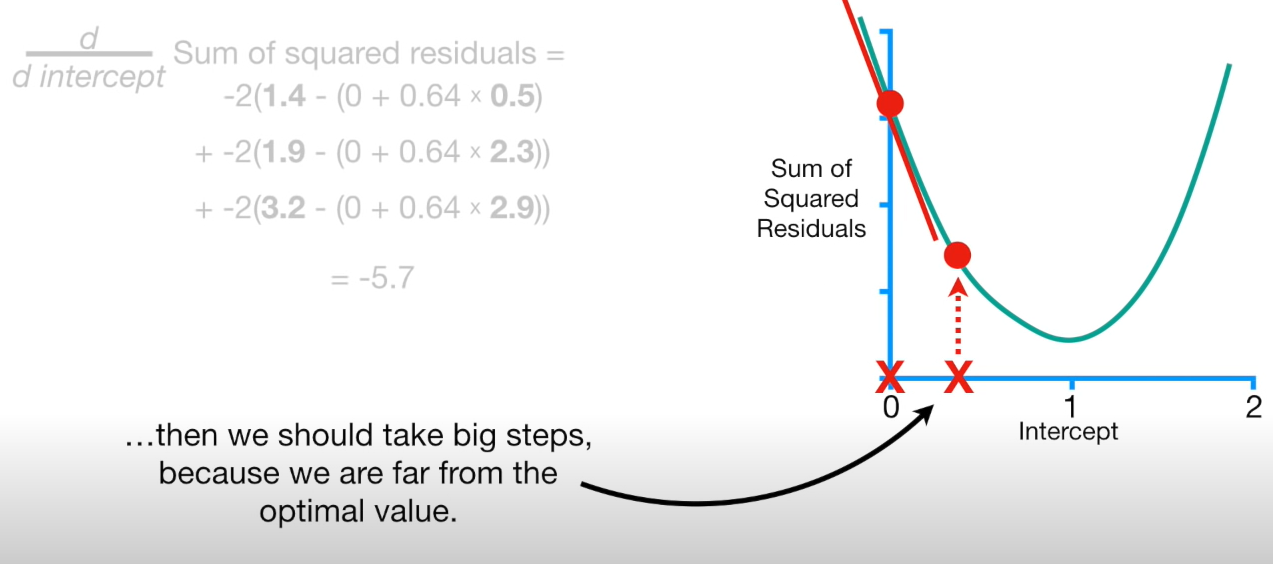 d
d intercept
Sum of squared residuals =
-2(1.4 - (0 + 0.64 × 0.5)
+ -2(1.9 - (0 + 0.64 × 2.3))
+ -2(3.2 - (0 + 0.64 × 2.9))
= -5.7
Sum of
Squared
Residuals
X X
0 1 2
Intercept
...then we should take big steps,
because we are far from the
optimal value.